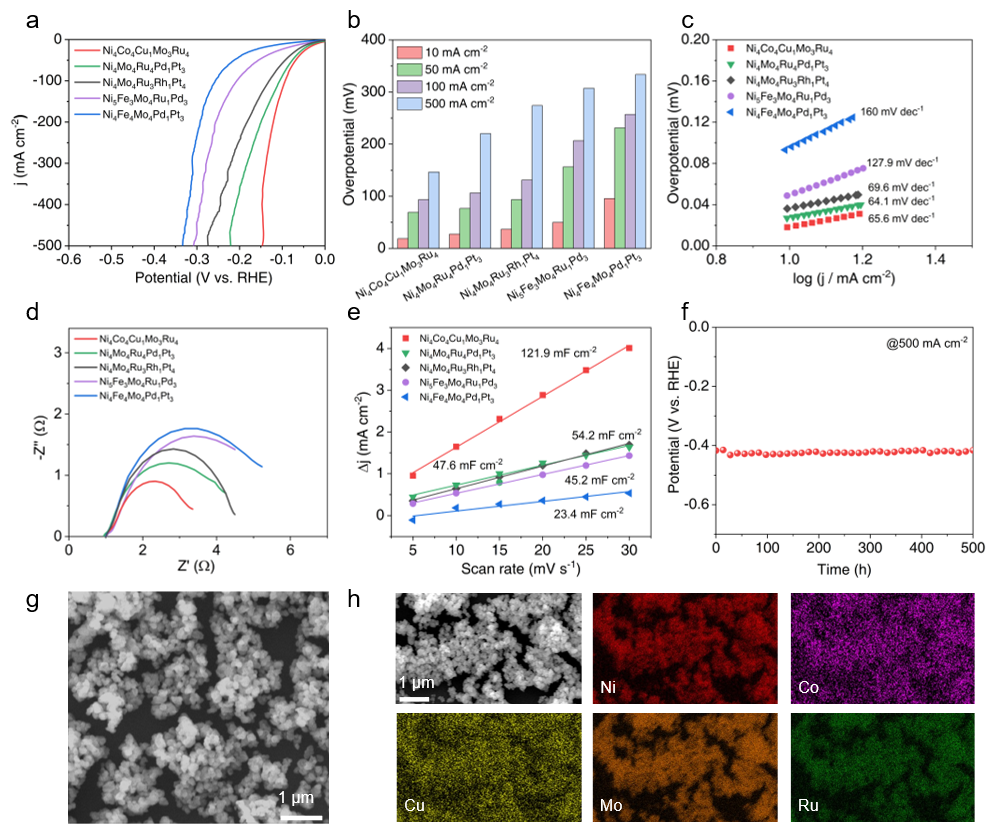 a
0
-100
-200
-300
-400
-500
j (mA cm⁻²)
Ni₄Co₄Cu₁Mo₃Ru₄
Ni₄Mo₄Ru₄Pd₁Pt₃
Ni₄Mo₄Ru₃Rh₁Pt₄
Ni₅Fe₃Mo₄Ru₁Pd₃
Ni₄Fe₄Mo₄Pd₁Pt₃
-0.6 -0.5 -0.4 -0.3 -0.2 -0.1 0.0
Potential (V vs. RHE)
b
400
300
200
100
0
Overpotential (mV)
10 mA cm⁻²
50 mA cm⁻²
100 mA cm⁻²
500 mA cm⁻²
Ni₄Co₄Cu₁Mo₃Ru₄
Ni₄Mo₄Ru₄Pd₁Pt₃
Ni₄Mo₄Ru₃Rh₁Pt₄
Ni₅Fe₃Mo₄Ru₁Pd₃
Ni₄Fe₄Mo₄Pd₁Pt₃
c
0.20
0.16
0.12
0.08
0.04
0.00
Overpotential (mV)
Ni₄Co₄Cu₁Mo₃Ru₄
Ni₄Mo₄Ru₄Pd₁Pt₃
Ni₄Mo₄Ru₃Rh₁Pt₄
Ni₅Fe₃Mo₄Ru₁Pd₃
Ni₄Fe₄Mo₄Pd₁Pt₃
160 mV dec⁻¹
127.9 mV dec⁻¹
69.6 mV dec⁻¹
64.1 mV dec⁻¹
65.6 mV dec⁻¹
0.8 1.0 1.2 1.4
log (j / mA cm⁻²)
d
3
2
1
0
-Z'' (Ω)
Ni₄Co₄Cu₁Mo₃Ru₄
Ni₄Mo₄Ru₄Pd₁Pt₃
Ni₄Mo₄Ru₃Rh₁Pt₄
Ni₅Fe₃Mo₄Ru₁Pd₃
Ni₄Fe₄Mo₄Pd₁Pt₃
0 2 4 6
Z' (Ω)
e
4
3
2
1
0
Δj (mA cm⁻²)
Ni₄Co₄Cu₁Mo₃Ru₄
Ni₄Mo₄Ru₄Pd₁Pt₃
Ni₄Mo₄Ru₃Rh₁Pt₄
Ni₅Fe₃Mo₄Ru₁Pd₃
Ni₄Fe₄Mo₄Pd₁Pt₃
121.9 mF cm⁻²
54.2 mF cm⁻²
47.6 mF cm⁻²
45.2 mF cm⁻²
23.4 mF cm⁻²
5 10 15 20 25 30
Scan rate (mV s⁻¹)
f
0.0
-0.2
-0.4
-0.6
Potential (V vs. RHE)
@500 mA cm⁻²
0 100 200 300 400 500
Time (h)
g
1 μm
h
1 μm
Ni
Co
Cu
Mo
Ru